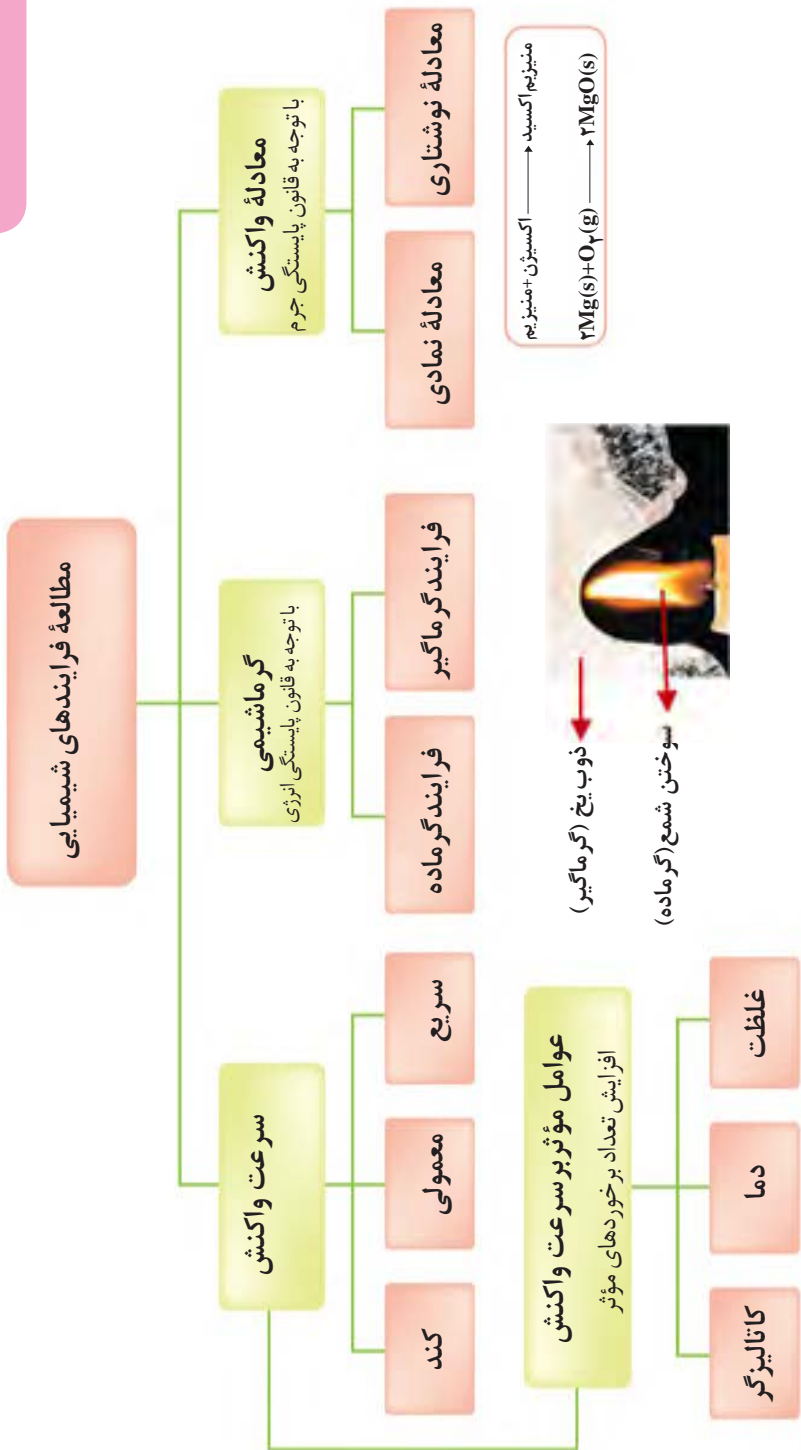 مطالعهٔ فرایندهای شیمیایی
معادلهٔ واکنش
با توجه به قانون پایستگی جرم
معادلهٔ نوشتاری
معادلهٔ نمادی
منیزیم اکسید ⟶ اکسیژن + منیزیم
۲Mg(s)+O₂(g) ⟶ ۲MgO(s)
گرماشیمی
با توجه به قانون پایستگی انرژی
فرایند گرماگیر
فرایند گرماده
ذوب یخ (گرماگیر)
سوختن شمع (گرماده)
سرعت واکنش
سریع
معمولی
کند
عوامل مؤثر بر سرعت واکنش
افزایش تعداد برخوردهای مؤثر
غلظت
دما
کاتالیزگر